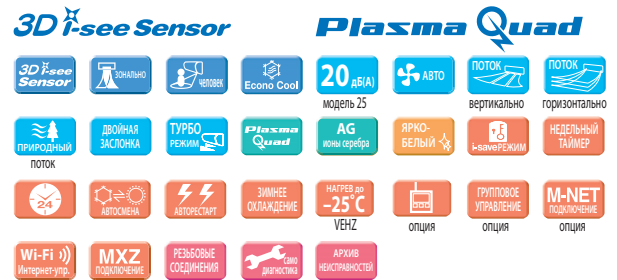 3D i-see Sensor
Plasma Quad
3D i-see
Sensor
ЗОНАЛЬНО
ЧЕЛОВЕК
Econo Cool
20 дБ(А)
модель 25
АВТО
ПОТОК
вертикально
ПОТОК
горизонтально
ПРИРОДНЫЙ
поток
ДВОЙНАЯ
ЗАСЛОНКА
ТУРБО
РЕЖИМ
Plasma
Quad
AG
ионы серебра
ЯРКО-
БЕЛЫЙ
i-saveРЕЖИМ
НЕДЕЛЬНЫЙ
ТАЙМЕР
24
АВТОСМЕНА
АВТОРЕСТАРТ
ЗИМНЕЕ
ОХЛАЖДЕНИЕ
НАГРЕВ до
–25°C
VEHZ
опция
ГРУППОВОЕ
УПРАВЛЕНИЕ
опция
M-NET
ПОДКЛЮЧЕНИЕ
опция
Wi-Fi
Интернет-упр.
MXZ
ПОДКЛЮЧЕНИЕ
РЕЗЬБОВЫЕ
СОЕДИНЕНИЯ
Само
диагностика
АРХИВ
НЕИСПРАВНОСТЕЙ